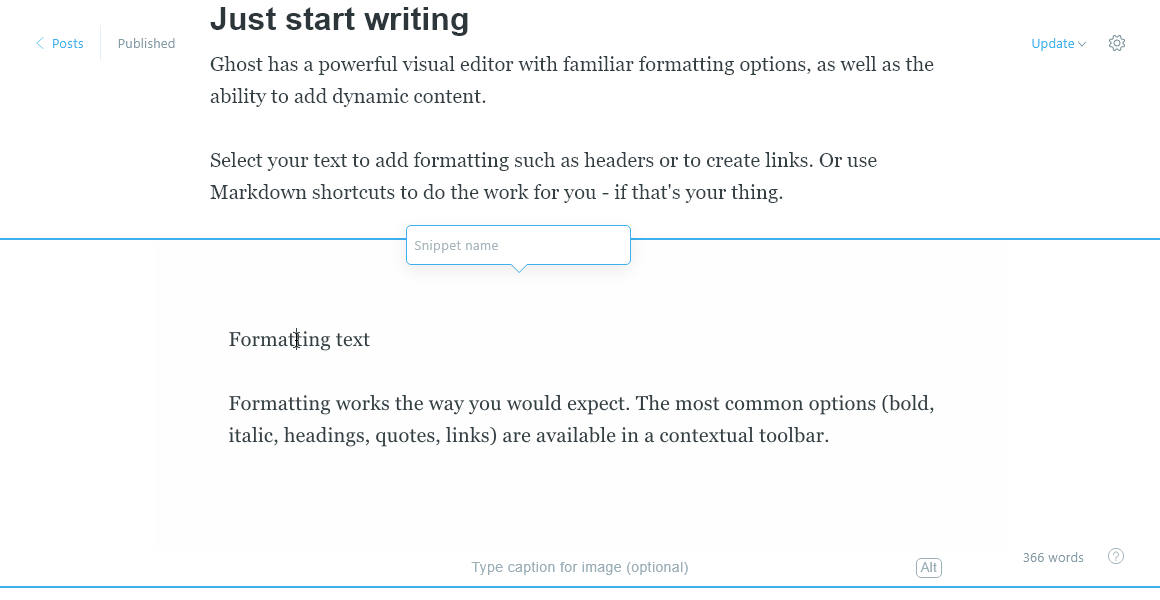 Just start writing
Posts
Published
Update
Ghost has a powerful visual editor with familiar formatting options, as well as the
ability to add dynamic content.
Select your text to add formatting such as headers or to create links. Or use
Markdown shortcuts to do the work for you - if that's your thing.
Snippet name
Formatting text
Formatting works the way you would expect. The most common options (bold,
italic, headings, quotes, links) are available in a contextual toolbar.
366 words
?
Type caption for image (optional)
Alt